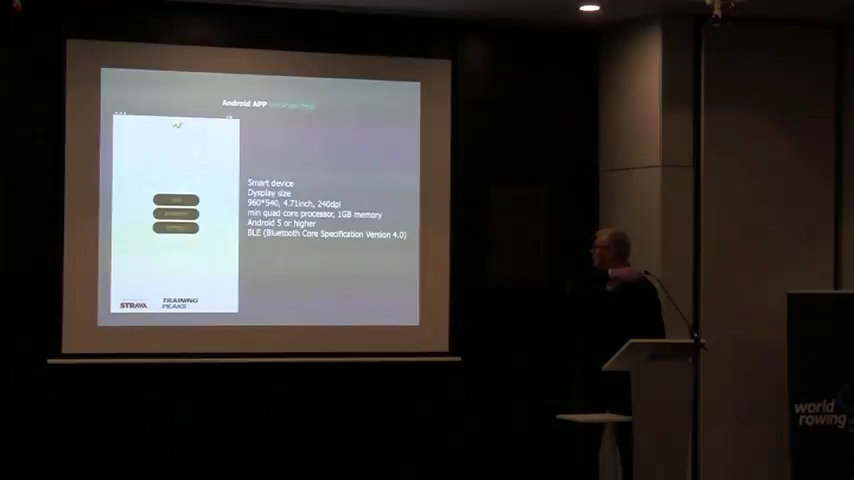 Android APP
Smart device
Dysplay size
960*540, 4.71inch, 240dpi
min quad core processor, 1GB memory
Android 5 or higher
BLE (Bluetooth Core Specification Version 4.0)
STRAVA
TRAINING
PEAKS
world
rowing